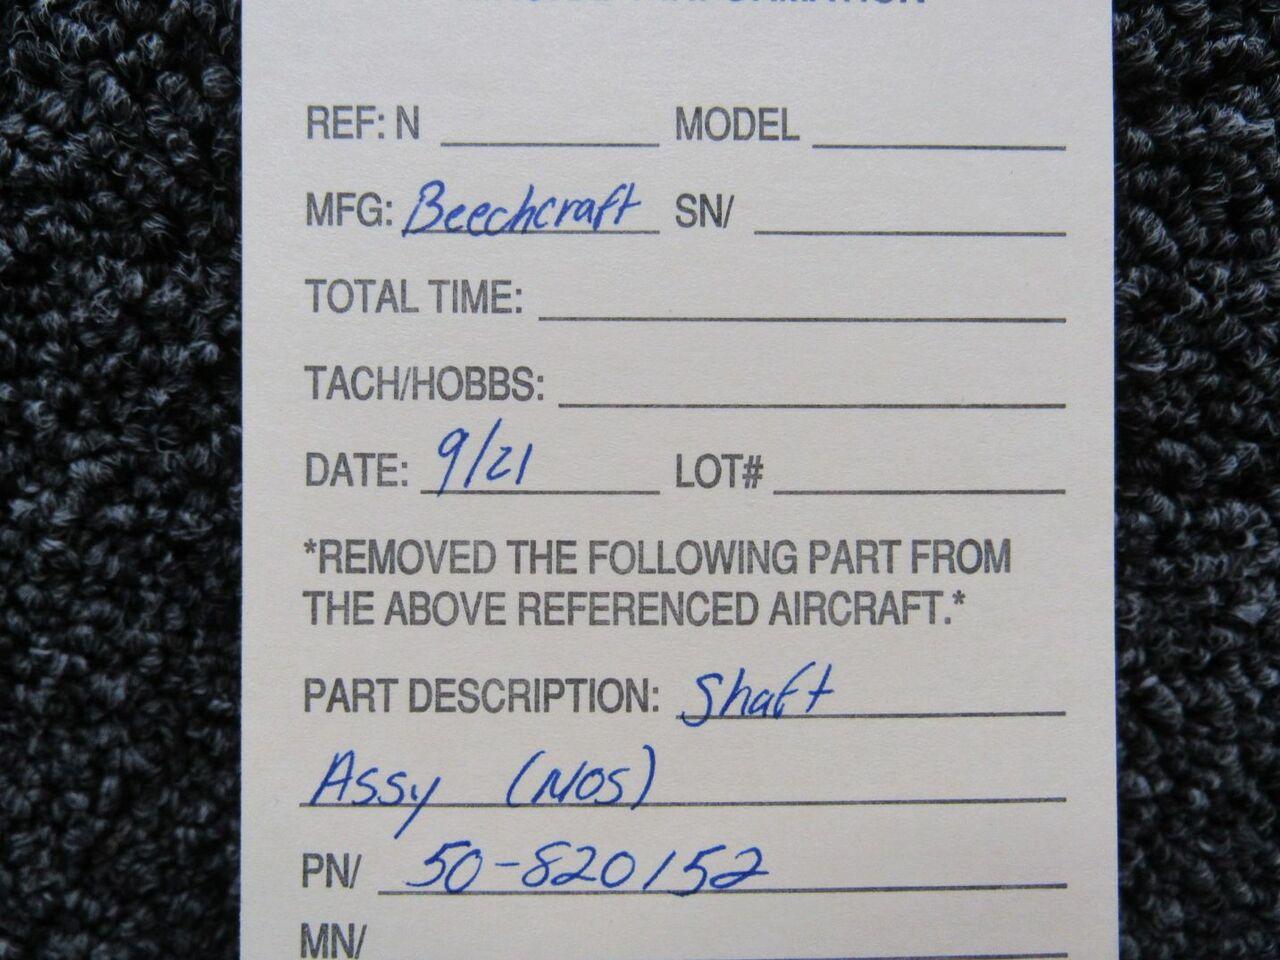 REF: N MODEL
MFG: Beechcraft SN/
TOTAL TIME:
TACH/HOBBS:
DATE: 9/21 LOT#
*REMOVED THE FOLLOWING PART FROM
THE ABOVE REFERENCED AIRCRAFT.*
PART DESCRIPTION: Shaft
Assy (NOS)
PN/ 50-820152
MN/